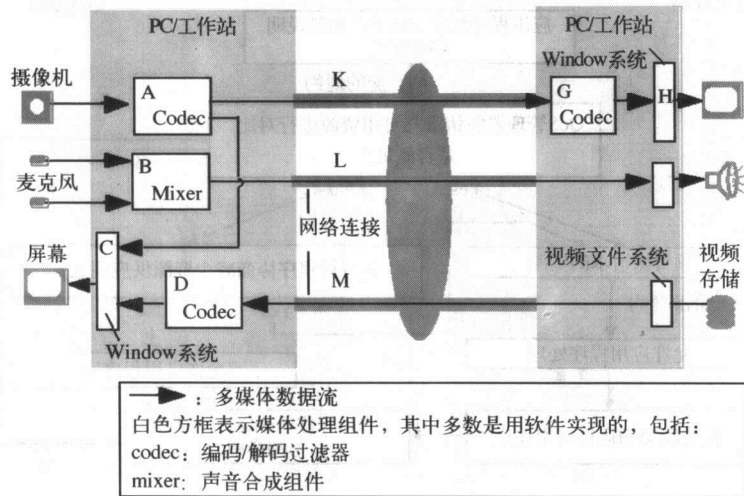 PC/工作站
PC/工作站
Window系统
摄像机
A
Codec
K
G
Codec
H
麦克风
B
Mixer
L
网络连接
屏幕
C
D
Codec
M
视频文件系统
视频
存储
Window系统
：多媒体数据流
白色方框表示媒体处理组件，其中多数是用软件实现的，包括：
codec：编码/解码过滤器
mixer：声音合成组件